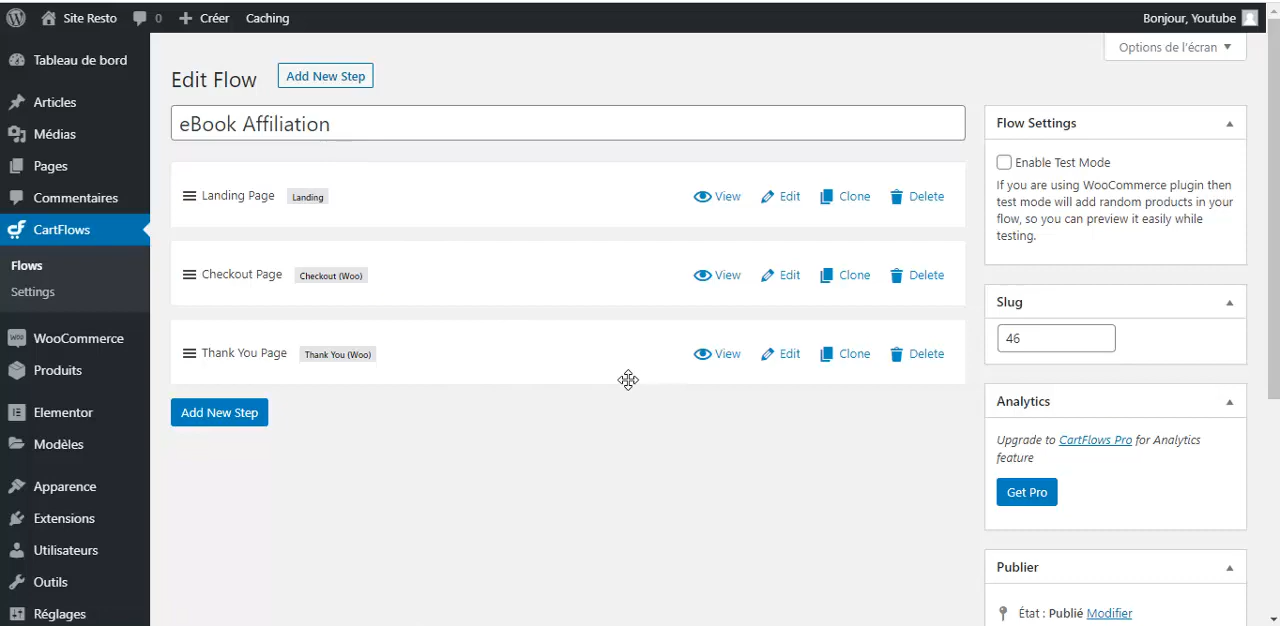 Site Resto
0
Créer
Caching
Bonjour, Youtube
Options de l'écran ▼
Tableau de bord
Articles
Médias
Pages
Commentaires
CartFlows
Flows
Settings
WooCommerce
Produits
Elementor
Modèles
Apparence
Extensions
Utilisateurs
Outils
Réglages
Edit Flow
Add New Step
eBook Affiliation
Landing Page
Landing
View
Edit
Clone
Delete
Checkout Page
Checkout (Woo)
View
Edit
Clone
Delete
Thank You Page
Thank You (Woo)
View
Edit
Clone
Delete
Add New Step
Flow Settings
Enable Test Mode
If you are using WooCommerce plugin then
test mode will add random products in your
flow, so you can preview it easily while
testing.
Slug
46
Analytics
Upgrade to CartFlows Pro for Analytics
feature
Get Pro
Publier
État : Publié Modifier